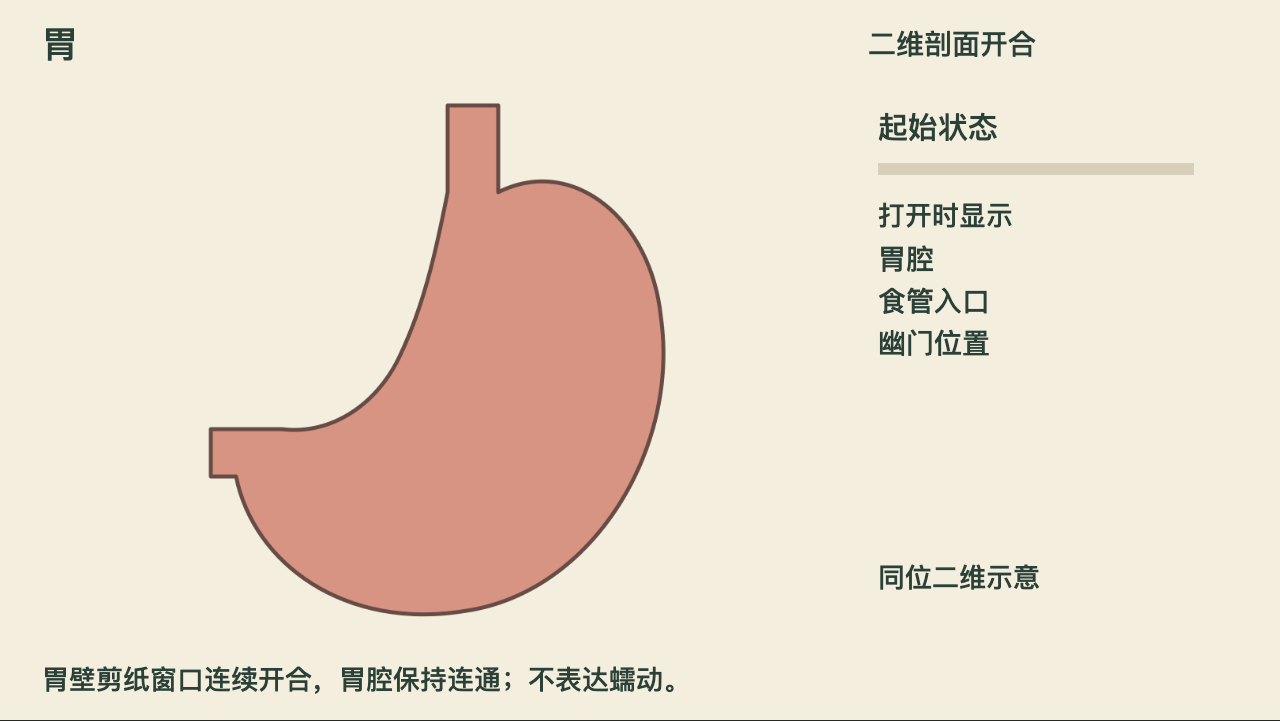 胃
二维剖面开合
起始状态
打开时显示
胃腔
食管入口
幽门位置
同位二维示意
胃壁剪纸窗口连续开合，胃腔保持连通；不表达蠕动。